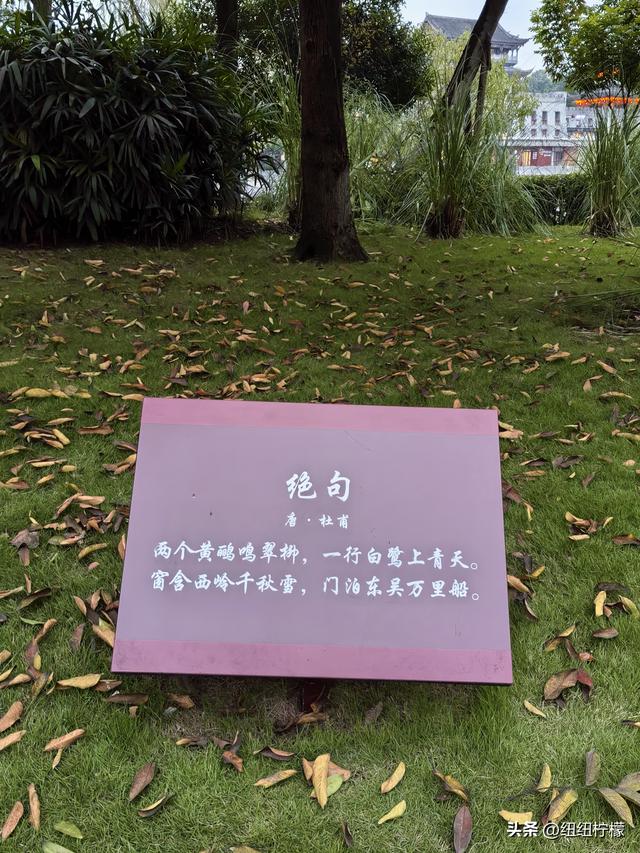 绝句
唐·杜甫
两个黄鹂鸣翠柳，一行白鹭上青天。
窗含西岭千秋雪，门泊东吴万里船。
头条 @纽纽柠檬